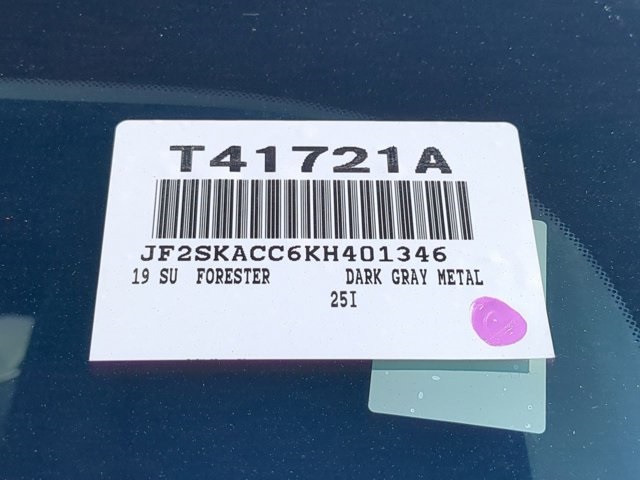 T41721A
JF2SKACC6KH401346
19 SU FORESTER DARK GRAY METAL
25I